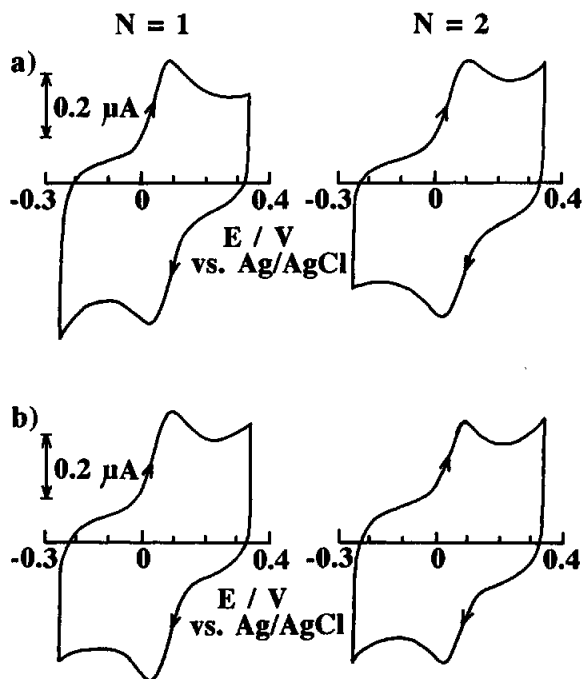 N = 1 N = 2
a)
0.2 µA
-0.3 0 0.4 -0.3 0 0.4
E / V
vs. Ag/AgCl
b)
0.2 µA
-0.3 0 0.4 -0.3 0 0.4
E / V
vs. Ag/AgCl